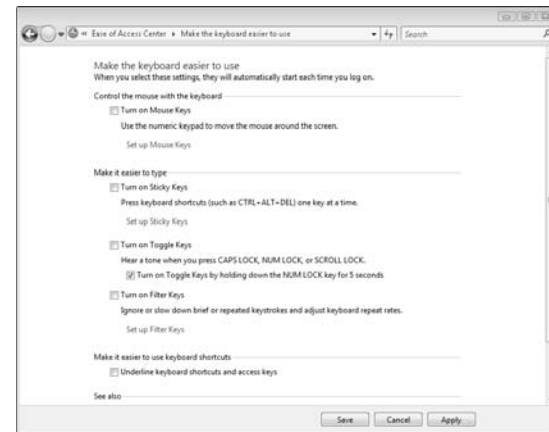 « Ease of Access Center ▸ Make the keyboard easier to use
Search
Make the keyboard easier to use
When you select these settings, they will automatically start each time you log on.
Control the mouse with the keyboard
Turn on Mouse Keys
Use the numeric keypad to move the mouse around the screen.
Set up Mouse Keys
Make it easier to type
Turn on Sticky Keys
Press keyboard shortcuts (such as CTRL+ALT+DEL) one key at a time.
Set up Sticky Keys
Turn on Toggle Keys
Hear a tone when you press CAPS LOCK, NUM LOCK, or SCROLL LOCK.
Turn on Toggle Keys by holding down the NUM LOCK key for 5 seconds
Turn on Filter Keys
Ignore or slow down brief or repeated keystrokes and adjust keyboard repeat rates.
Set up Filter Keys
Make it easier to use keyboard shortcuts
Underline keyboard shortcuts and access keys
See also
Save Cancel Apply